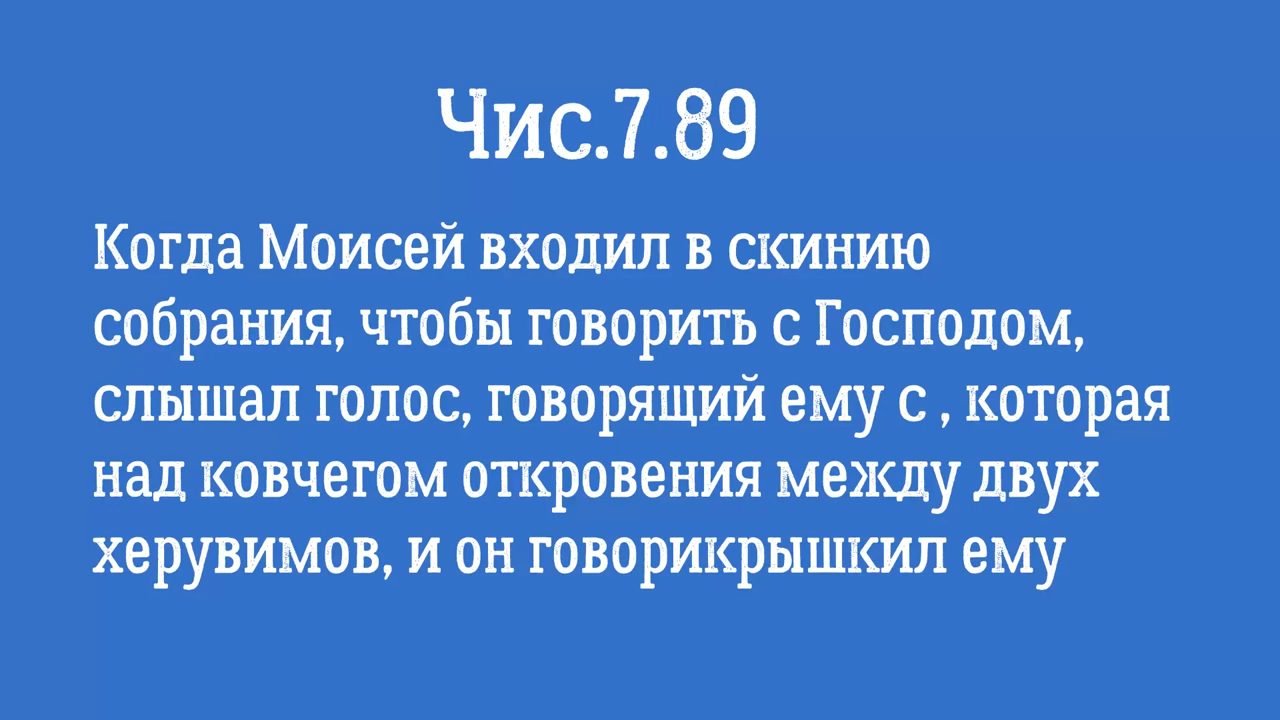 Чис.7.89
Когда Моисей входил в скинию
собрания, чтобы говорить с Господом,
слышал голос, говорящий ему с , которая
над ковчегом откровения между двух
херувимов, и он говорикрышкил ему